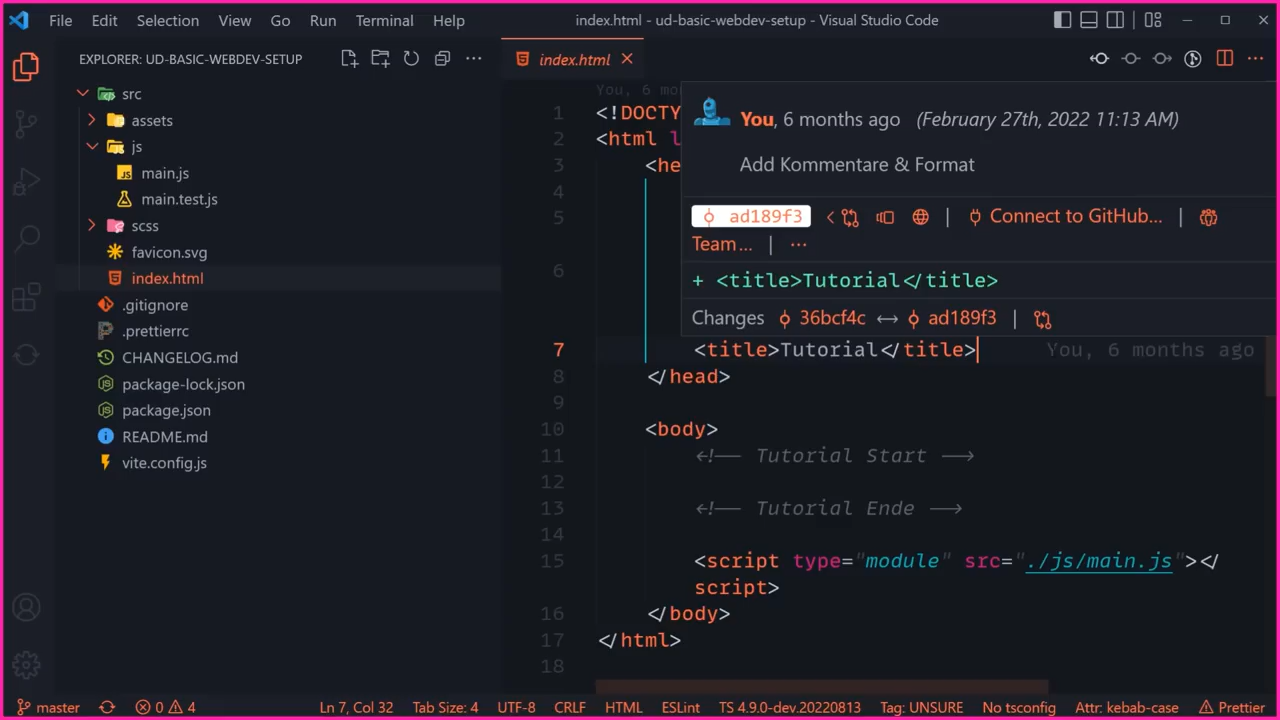 File Edit Selection View Go Run Terminal Help index.html - ud-basic-webdev-setup - Visual Studio Code
EXPLORER: UD-BASIC-WEBDEV-SETUP
src
assets
js
main.js
main.test.js
scss
favicon.svg
index.html
.gitignore
.prettierrc
CHANGELOG.md
package-lock.json
package.json
README.md
vite.config.js
index.html
You, 6 mo
1 <!DOCTY
2 <html l
3 <he
4
5
6
You, 6 months ago (February 27th, 2022 11:13 AM)
Add Kommentare & Format
ad189f3 | Connect to GitHub... |
Team... | ...
+ <title>Tutorial</title>
Changes 36bcf4c ↔ ad189f3 |
7 <title>Tutorial</title> You, 6 months ago
8 </head>
9
10 <body>
11 <!-- Tutorial Start -->
12
13 <!-- Tutorial Ende -->
14
15 <script type="module" src="./js/main.js"></
script>
16 </body>
17 </html>
18
master 0 4 Ln 7, Col 32 Tab Size: 4 UTF-8 CRLF HTML ESLint TS 4.9.0-dev.20220813 Tag: UNSURE No tsconfig Attr: kebab-case Prettier